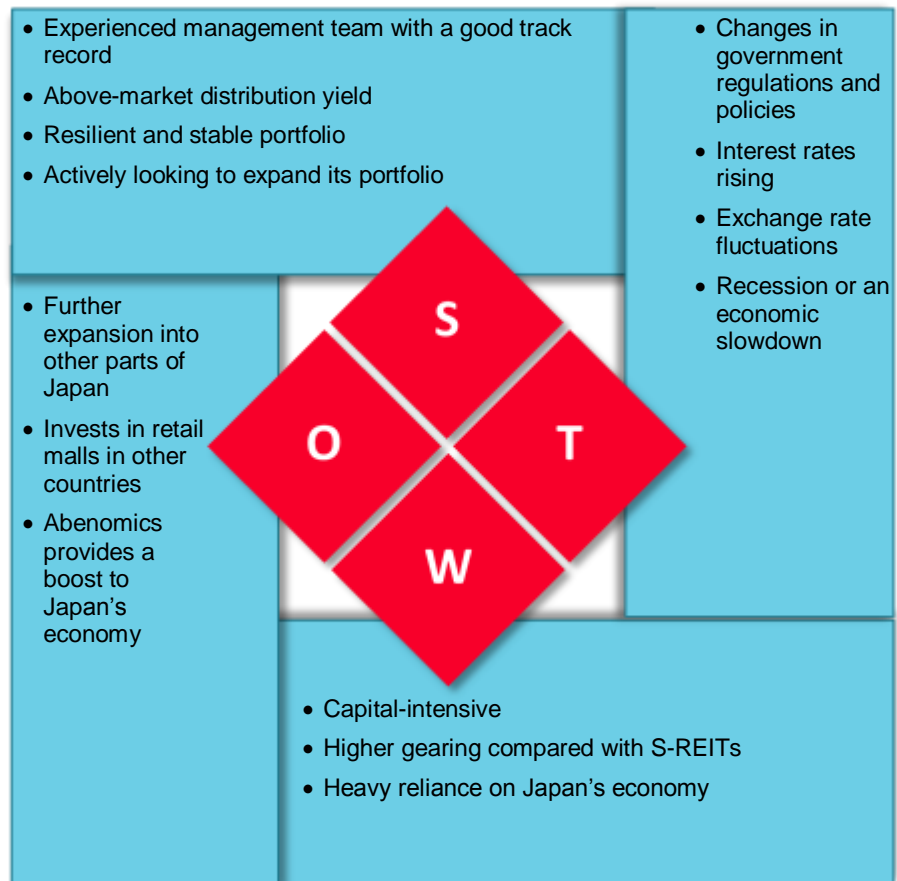 • Experienced management team with a good track
record
• Above-market distribution yield
• Resilient and stable portfolio
• Actively looking to expand its portfolio
• Changes in
government
regulations and
policies
• Interest rates
rising
• Exchange rate
fluctuations
• Recession or an
economic
slowdown
S
O
T
W
• Further
expansion into
other parts of
Japan
• Invests in retail
malls in other
countries
• Abenomics
provides a
boost to
Japan’s
economy
• Capital-intensive
• Higher gearing compared with S-REITs
• Heavy reliance on Japan’s economy